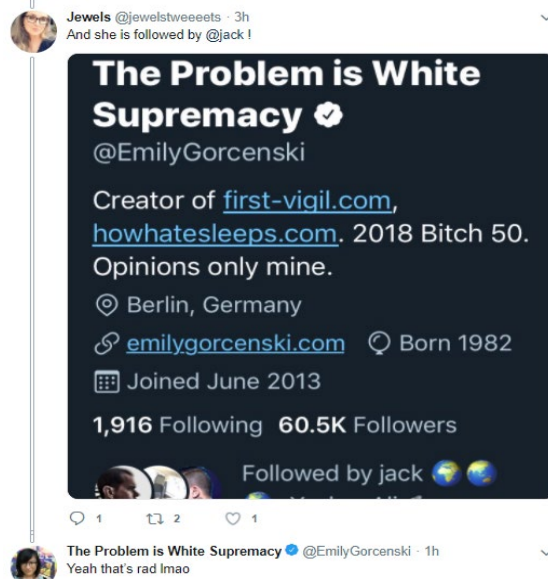 Jewels @jewelstweeeets · 3h
And she is followed by @jack !
The Problem is White
Supremacy
@EmilyGorcenski
Creator of first-vigil.com,
howhatesleeps.com. 2018 Bitch 50.
Opinions only mine.
Berlin, Germany
emilygorcenski.com Born 1982
Joined June 2013
1,916 Following 60.5K Followers
Followed by jack
1 2 1
The Problem is White Supremacy @EmilyGorcenski · 1h
Yeah that's rad lmao